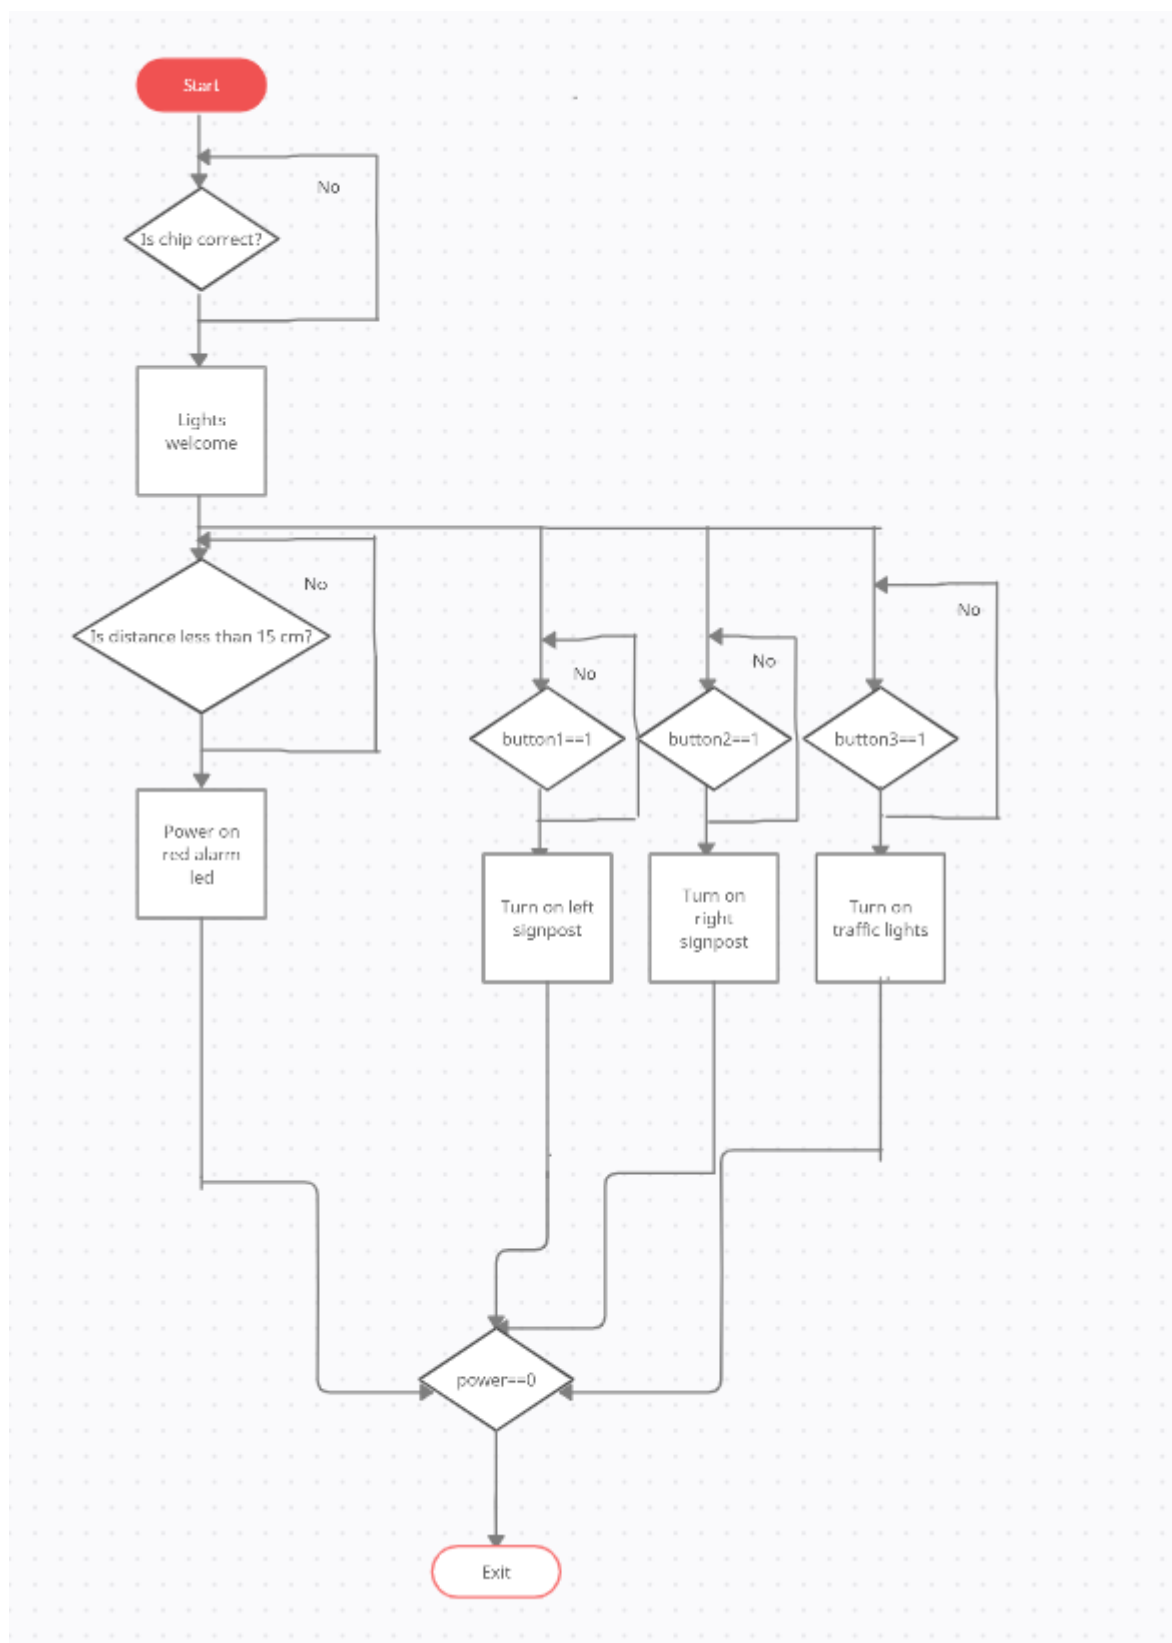 Start
No
Is chip correct?
Lights
welcome
No
Is distance less than 15 cm?
No
No
No
button1==1
button2==1
button3==1
Power on
red alarm
led
Turn on left
signpost
Turn on
right
signpost
Turn on
traffic lights
power==0
Exit